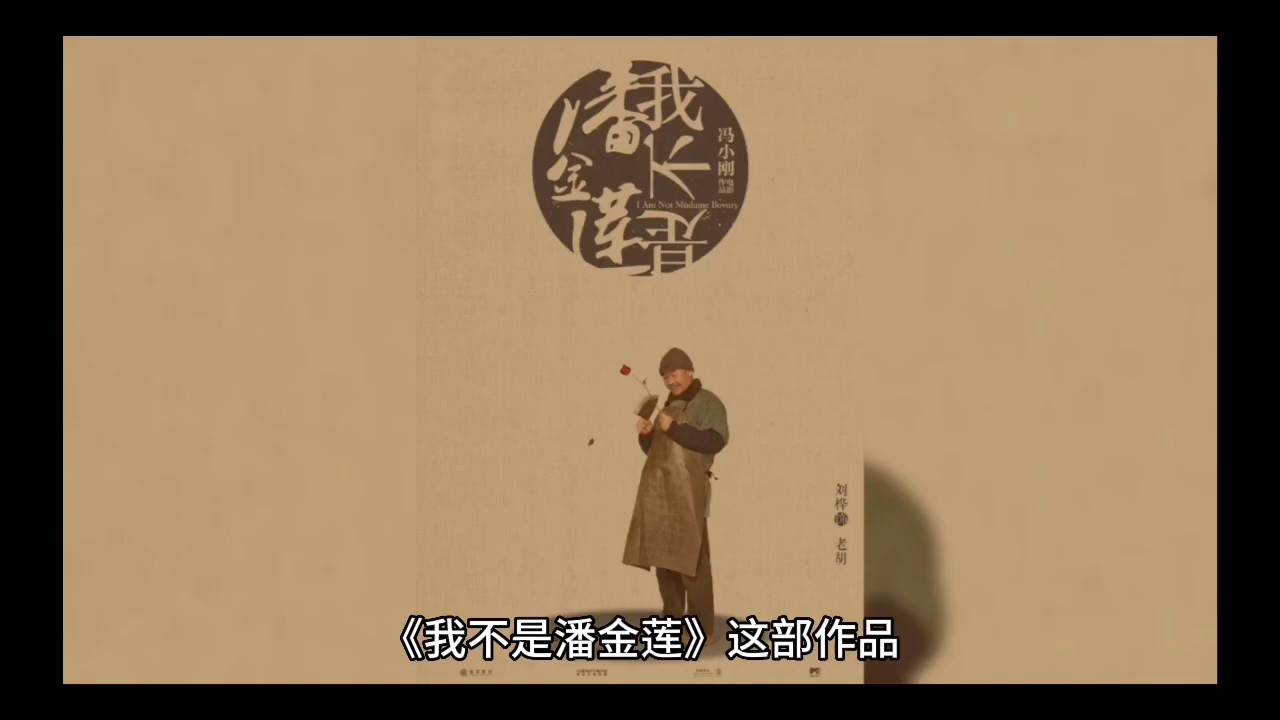 我不是
潘金莲
冯小刚
电影
作品
I Am Not Madame Bovary
刘桦 饰 老胡
《我不是潘金莲》这部作品